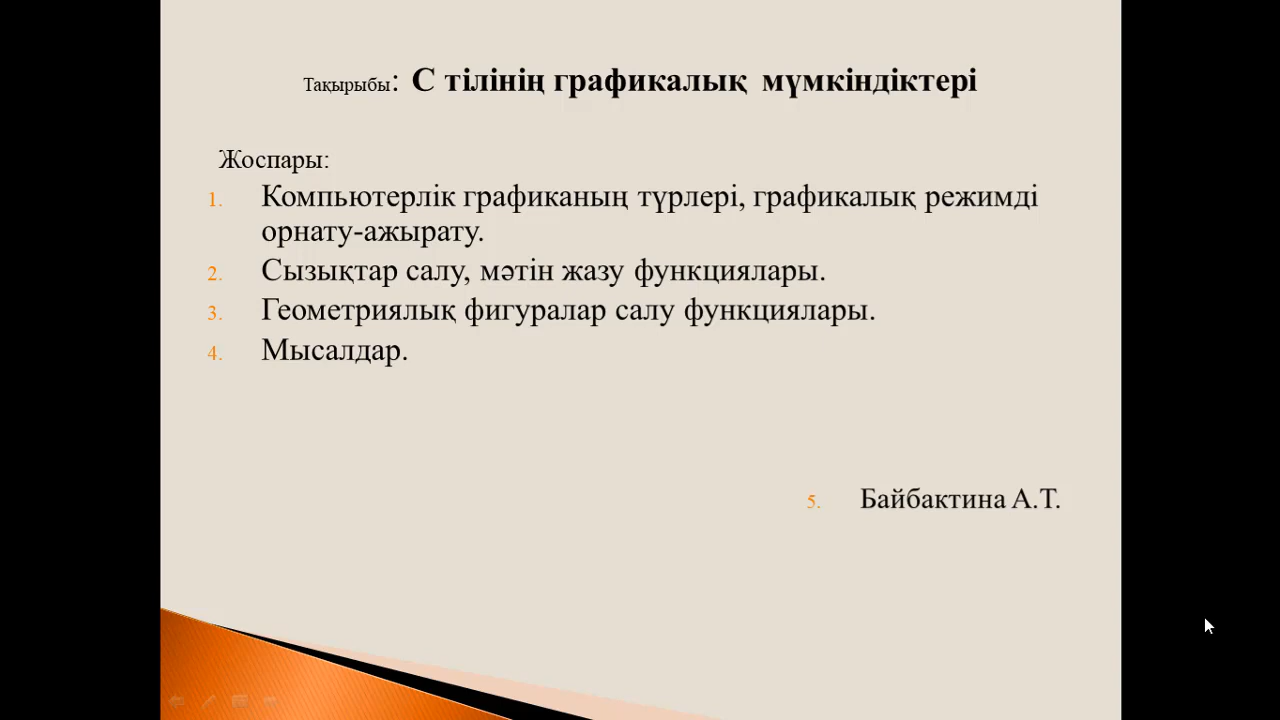 Тақырыбы: С тілінің графикалық мүмкіндіктері
Жоспары:
1. Компьютерлік графиканың түрлері, графикалық режимді
орнату-ажырату.
2. Сызықтар салу, мәтін жазу функциялары.
3. Геометриялық фигуралар салу функциялары.
4. Мысалдар.
5. Байбактина А.Т.